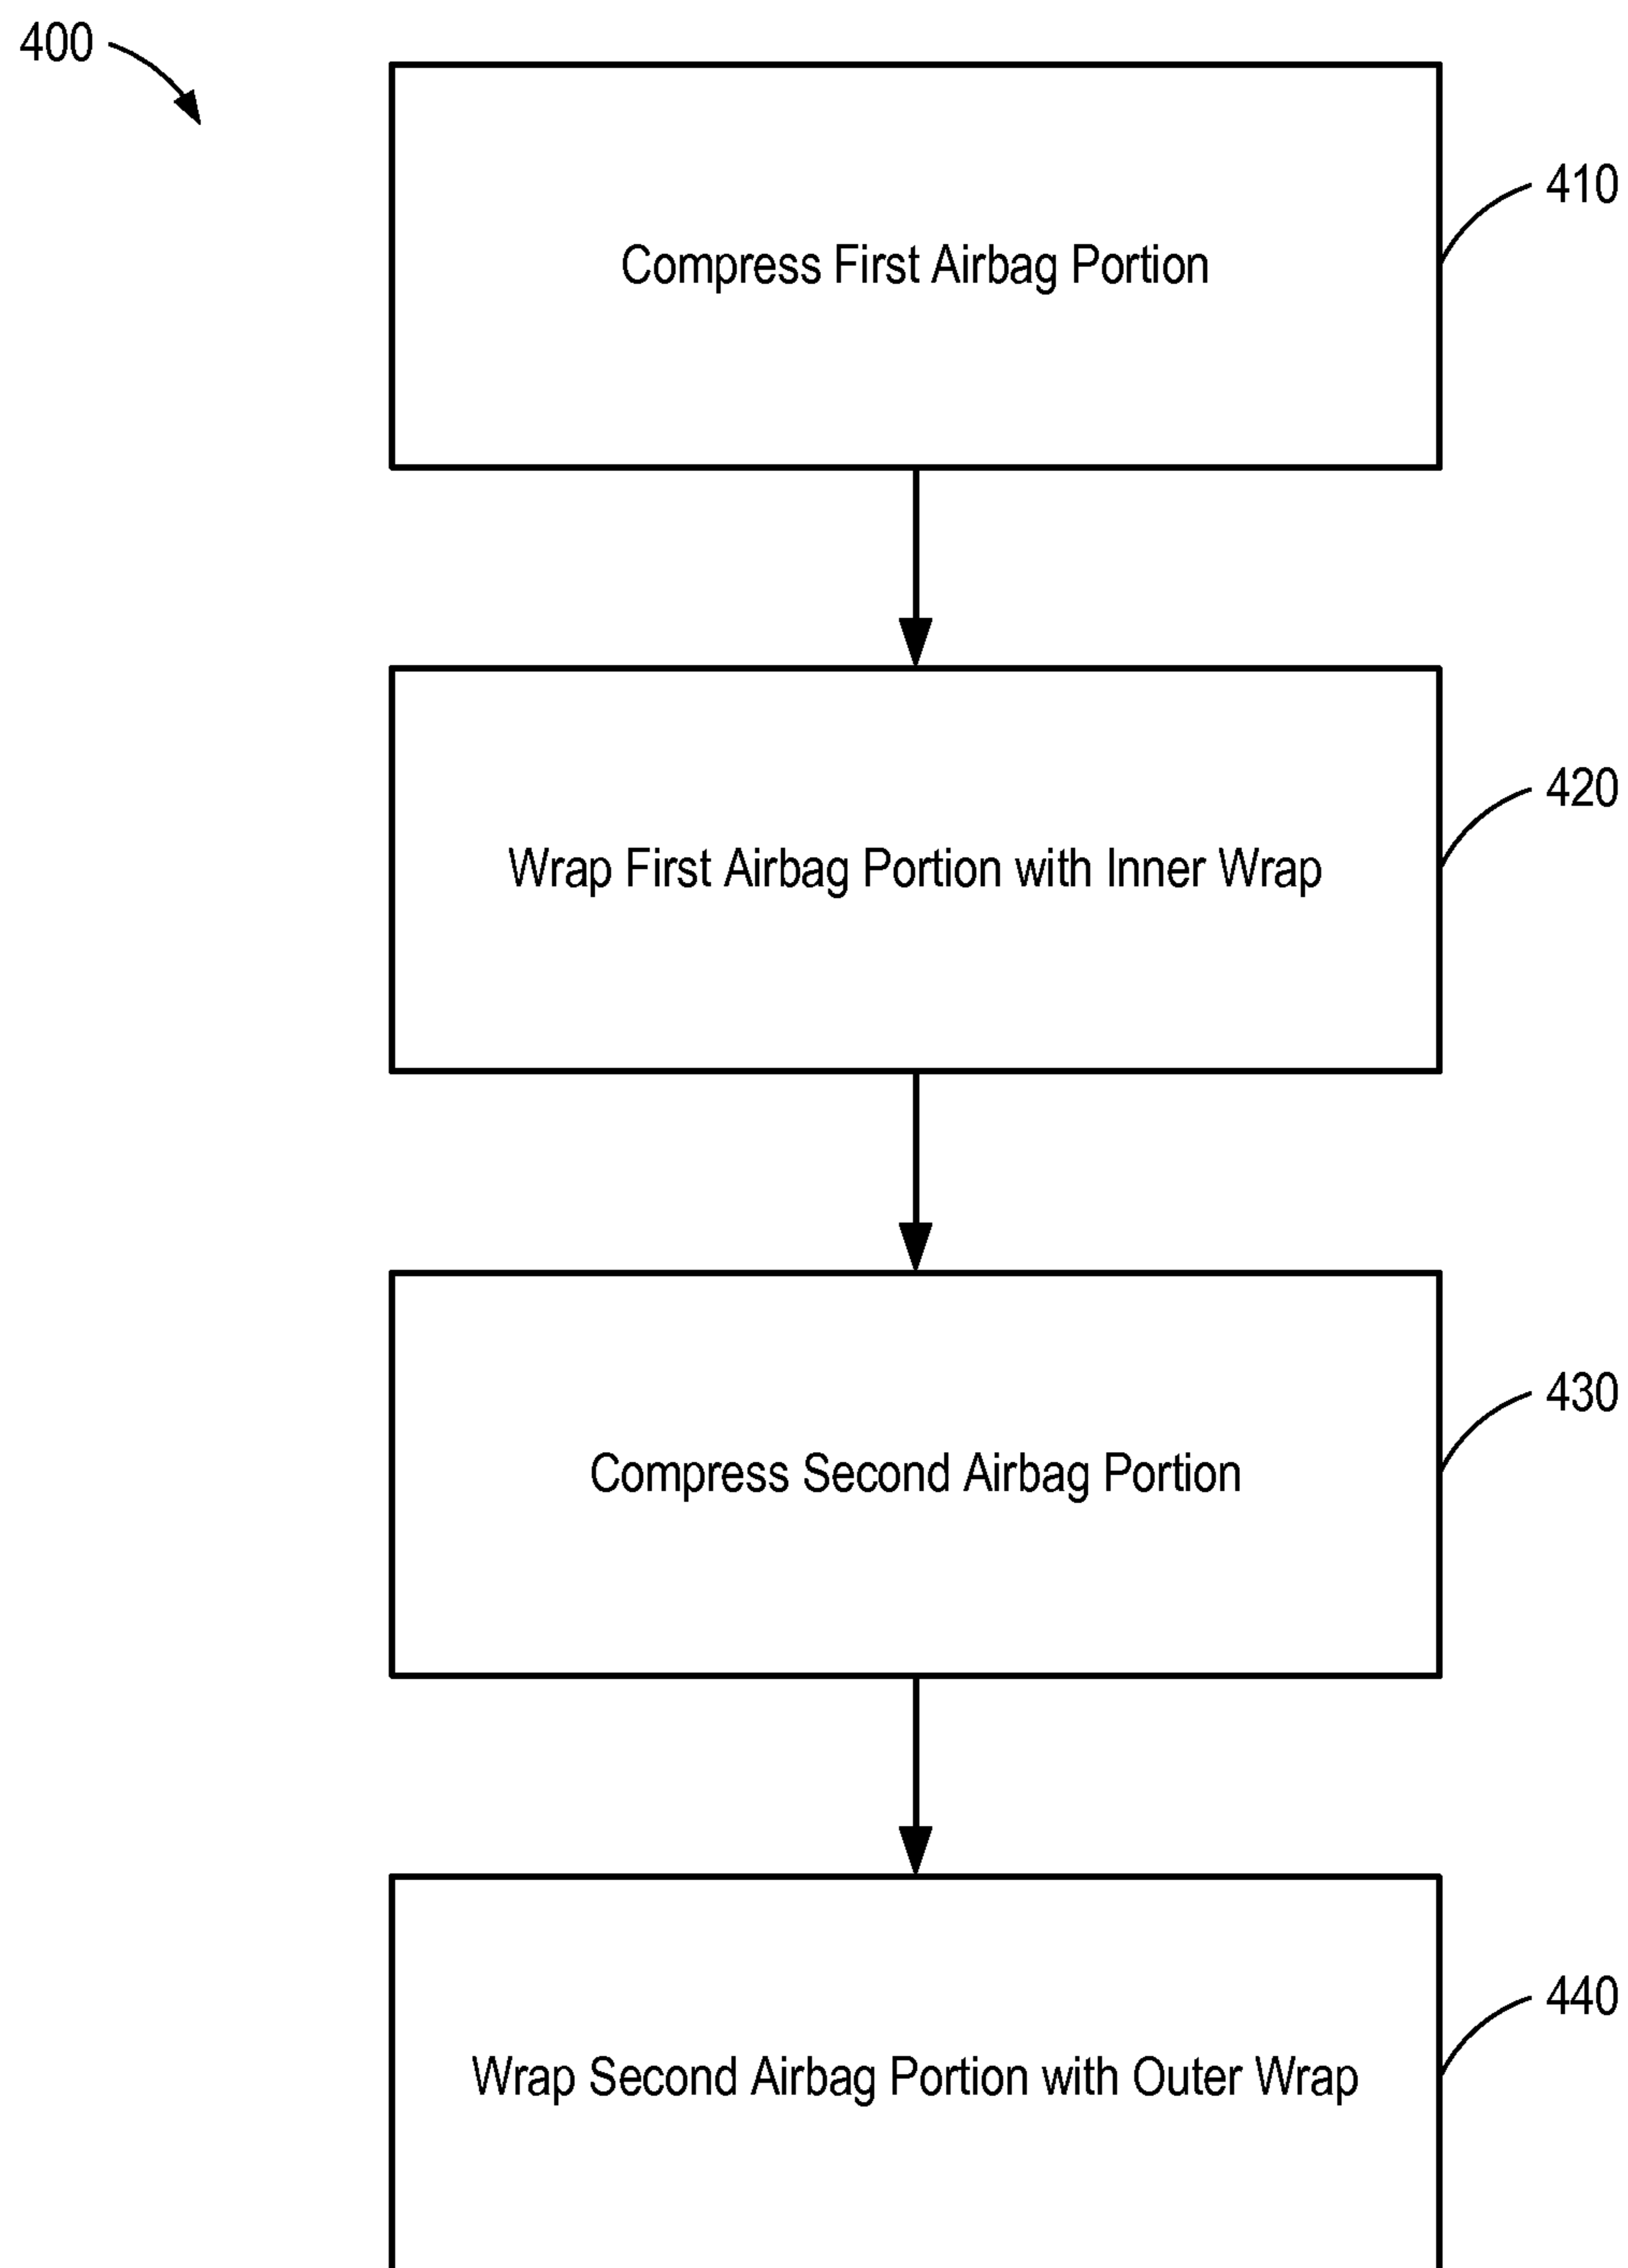 400
410
Compress First Airbag Portion
420
Wrap First Airbag Portion with Inner Wrap
430
Compress Second Airbag Portion
440
Wrap Second Airbag Portion with Outer Wrap